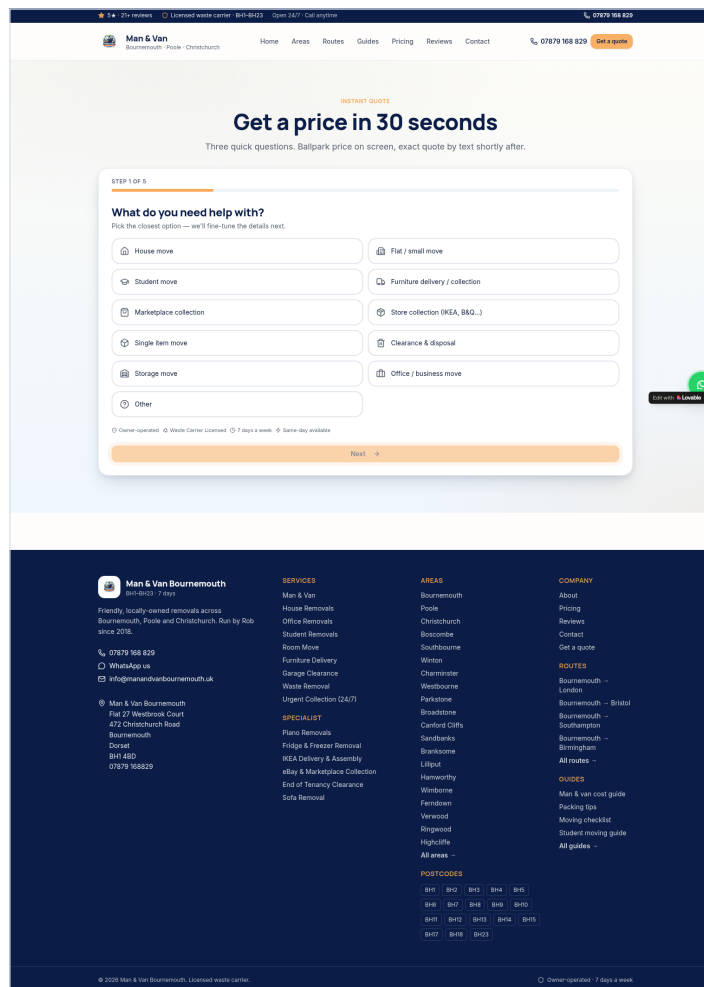 5★ · 21+ reviews
Licensed waste carrier · BH1–BH23
Open 24/7 · Call anytime
07879 168 829
Man & Van
Bournemouth · Poole · Christchurch
Home
Areas
Routes
Guides
Pricing
Reviews
Contact
07879 168 829
Get a quote
INSTANT QUOTE
Get a price in 30 seconds
Three quick questions. Ballpark price on screen, exact quote by text shortly after.
STEP 1 OF 5
What do you need help with?
Pick the closest option — we'll fine-tune the details next.
House move
Flat / small move
Student move
Furniture delivery / collection
Marketplace collection
Store collection (IKEA, B&Q…)
Single item move
Clearance & disposal
Storage move
Office / business move
Other
Owner-operated
Waste Carrier Licensed
7 days a week
Same-day available
Next →
Edit with Lovable
Man & Van Bournemouth
BH1–BH23 · 7 days
Friendly, locally-owned removals across
Bournemouth, Poole and Christchurch. Run by Rob
since 2018.
07879 168 829
WhatsApp us
info@manandvanbournemouth.uk
Man & Van Bournemouth
Flat 27 Westbrook Court
472 Christchurch Road
Bournemouth
Dorset
BH1 4BD
07879 168829
SERVICES
Man & Van
House Removals
Office Removals
Student Removals
Room Move
Furniture Delivery
Garage Clearance
Waste Removal
Urgent Collection (24/7)
SPECIALIST
Piano Removals
Fridge & Freezer Removal
IKEA Delivery & Assembly
eBay & Marketplace Collection
End of Tenancy Clearance
Sofa Removal
AREAS
Bournemouth
Poole
Christchurch
Boscombe
Southbourne
Winton
Charminster
Westbourne
Parkstone
Broadstone
Canford Cliffs
Sandbanks
Branksome
Lilliput
Hamworthy
Wimborne
Ferndown
Verwood
Ringwood
Highcliffe
All areas →
POSTCODES
BH1 BH2 BH3 BH4 BH5
BH6 BH7 BH8 BH9 BH10
BH11 BH12 BH13 BH14 BH15
BH17 BH18 BH23
COMPANY
About
Pricing
Reviews
Contact
Get a quote
ROUTES
Bournemouth →
London
Bournemouth → Bristol
Bournemouth →
Southampton
Bournemouth →
Birmingham
All routes →
GUIDES
Man & van cost guide
Packing tips
Moving checklist
Student moving guide
All guides →
© 2026 Man & Van Bournemouth. Licensed waste carrier.
Owner-operated · 7 days a week